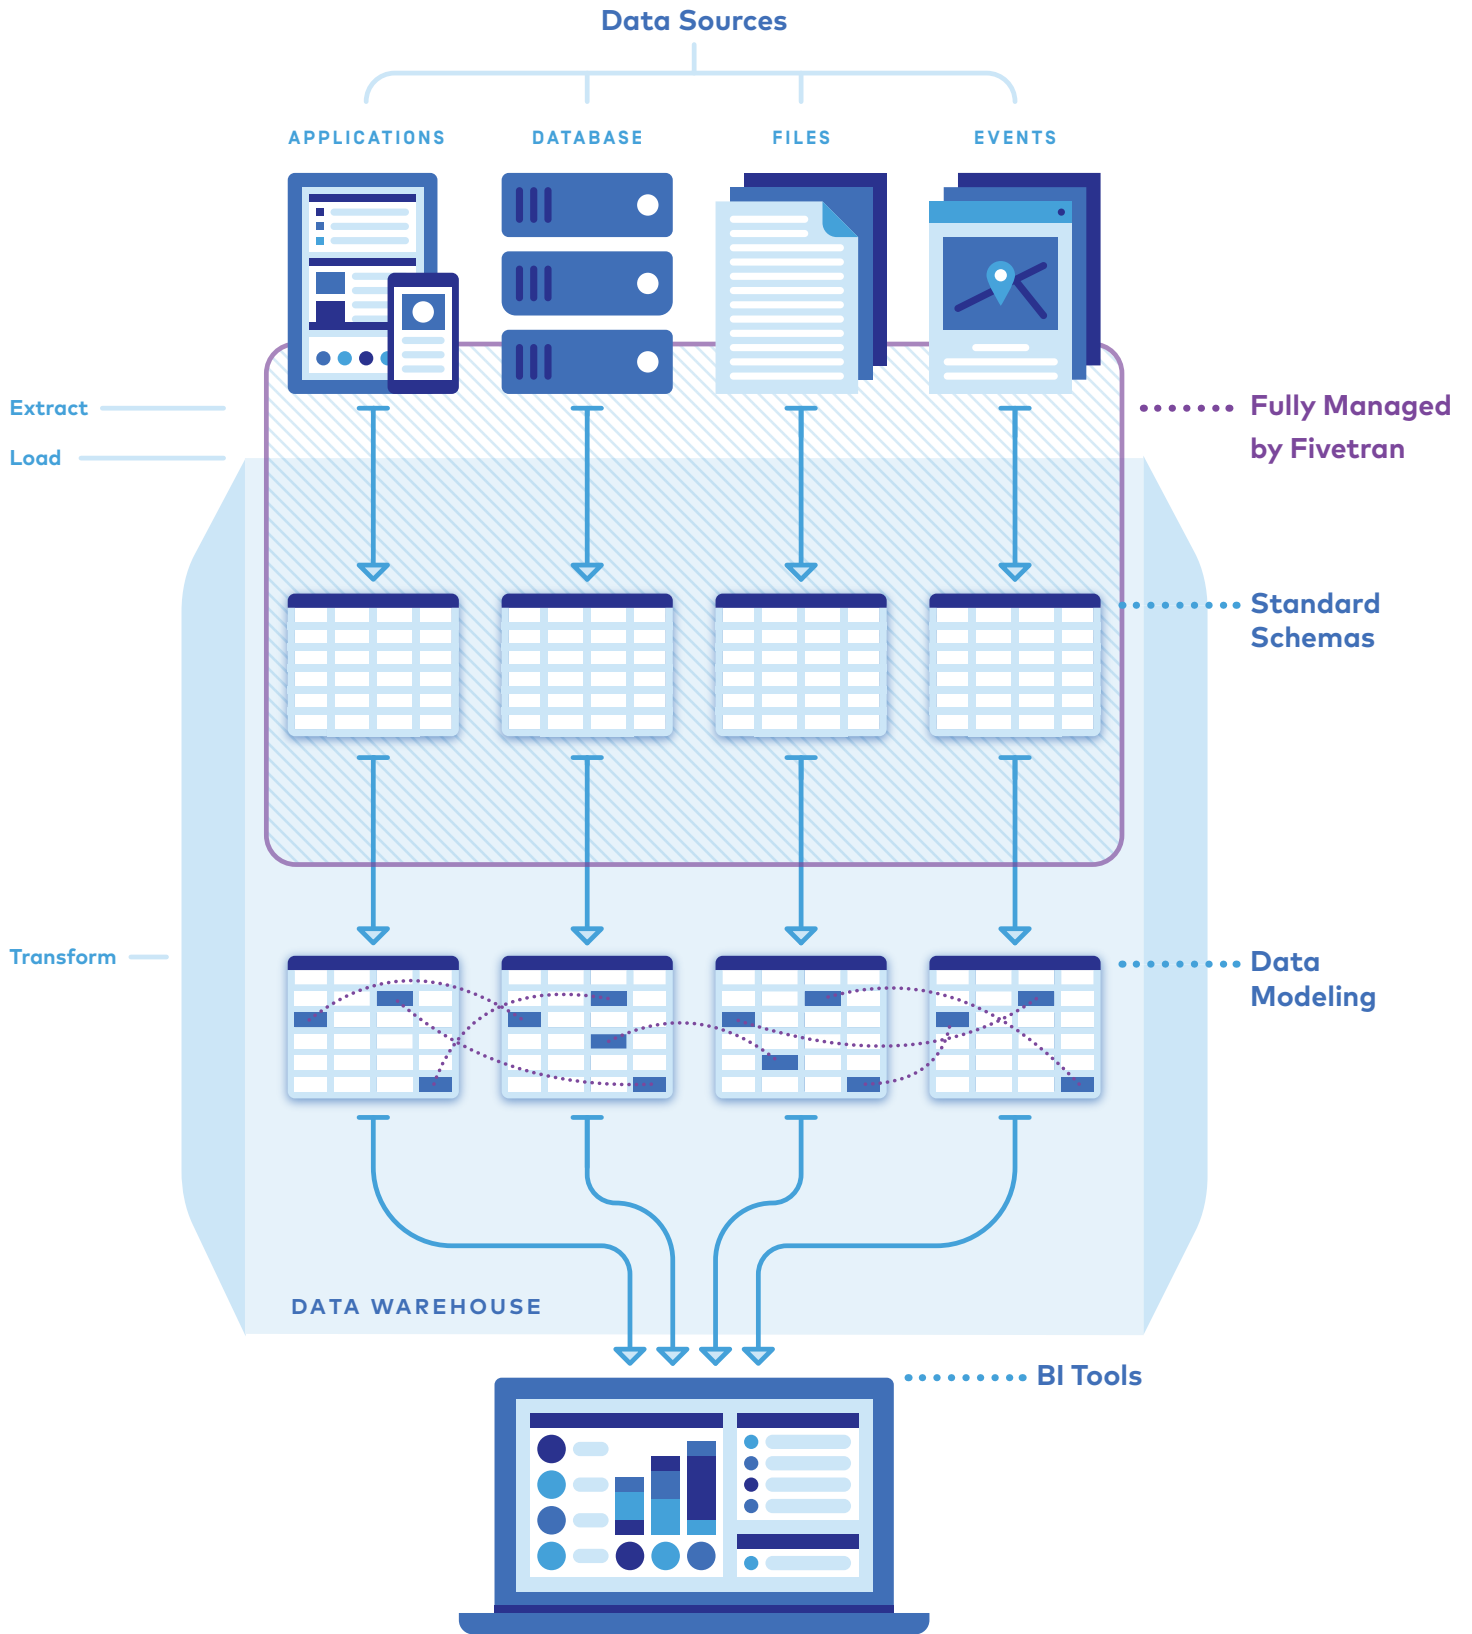 Data Sources
APPLICATIONS
DATABASE
FILES
EVENTS
Extract
Load
Fully Managed
by Fivetran
Standard
Schemas
Transform
Data
Modeling
DATA WAREHOUSE
BI Tools